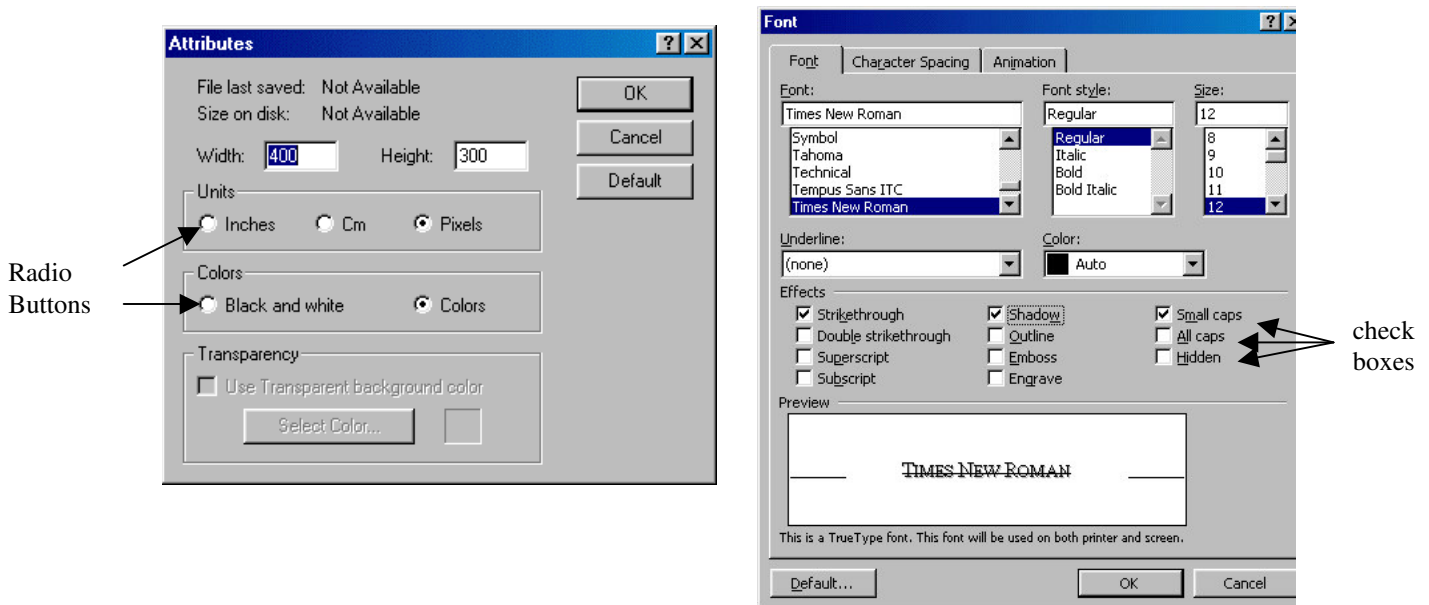 Attributes
File last saved: Not Available
Size on disk: Not Available
Width: 400 Height: 300
OK
Cancel
Default
Units
Inches Cm Pixels
Colors
Black and white Colors
Transparency
Use Transparent background color
Select Color...
Radio
Buttons
Font
Font Character Spacing Animation
Font: Font style: Size:
Times New Roman Regular 12
Symbol Regular 8
Tahoma Italic 9
Technical Bold 10
Tempus Sans ITC Bold Italic 11
Times New Roman 12
Underline: Color:
(none) Auto
Effects
Strikethrough Shadow Small caps
Double strikethrough Outline All caps
Superscript Emboss Hidden
Subscript Engrave
Preview
TIMES NEW ROMAN
This is a TrueType font. This font will be used on both printer and screen.
Default... OK Cancel
check
boxes